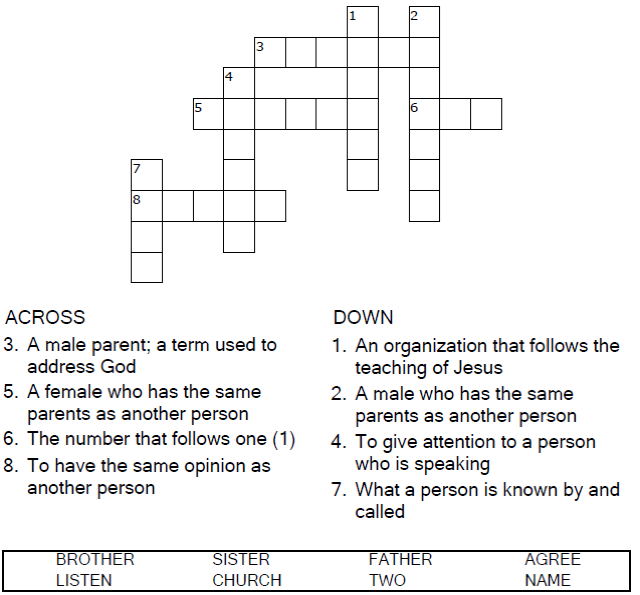 1 2
3
4
5 6
7
8
ACROSS
3. A male parent; a term used to
address God
5. A female who has the same
parents as another person
6. The number that follows one (1)
8. To have the same opinion as
another person
DOWN
1. An organization that follows the
teaching of Jesus
2. A male who has the same
parents as another person
4. To give attention to a person
who is speaking
7. What a person is known by and
called
BROTHER SISTER FATHER AGREE
LISTEN CHURCH TWO NAME